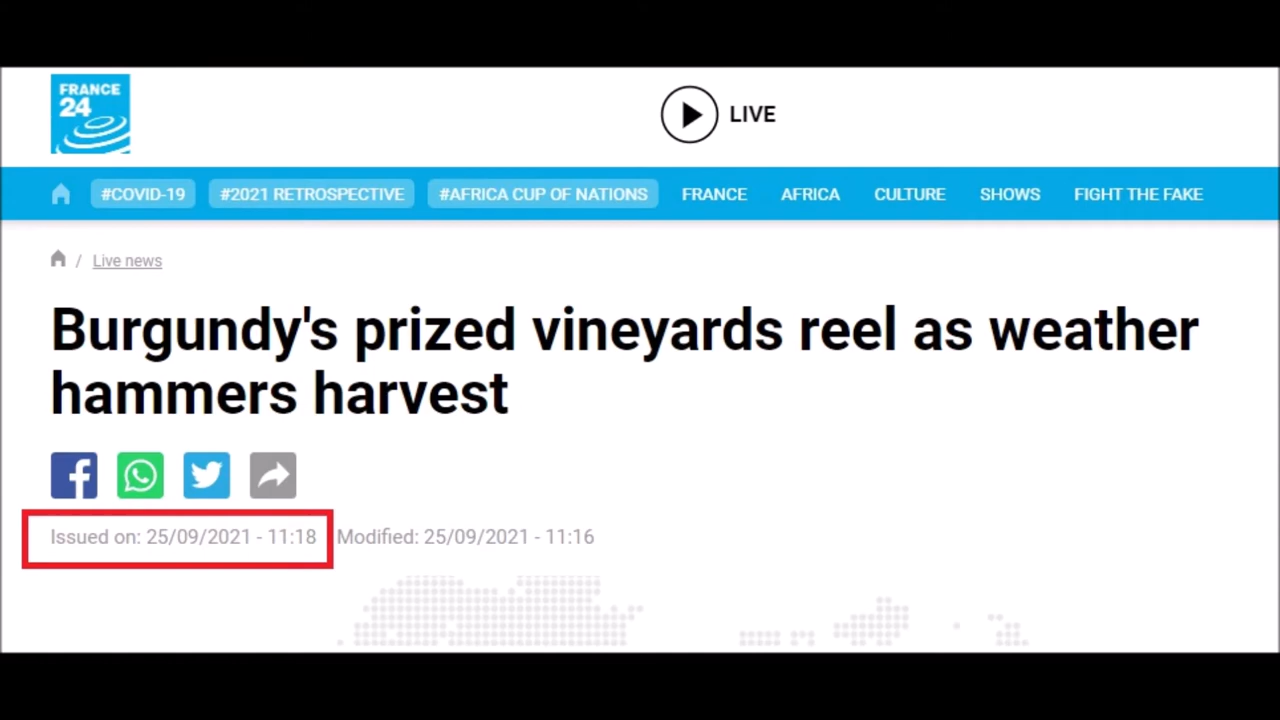 FRANCE
24
LIVE
#COVID-19 #2021 RETROSPECTIVE #AFRICA CUP OF NATIONS FRANCE AFRICA CULTURE SHOWS FIGHT THE FAKE
/ Live news
Burgundy's prized vineyards reel as weather
hammers harvest
Issued on: 25/09/2021 - 11:18 Modified: 25/09/2021 - 11:16